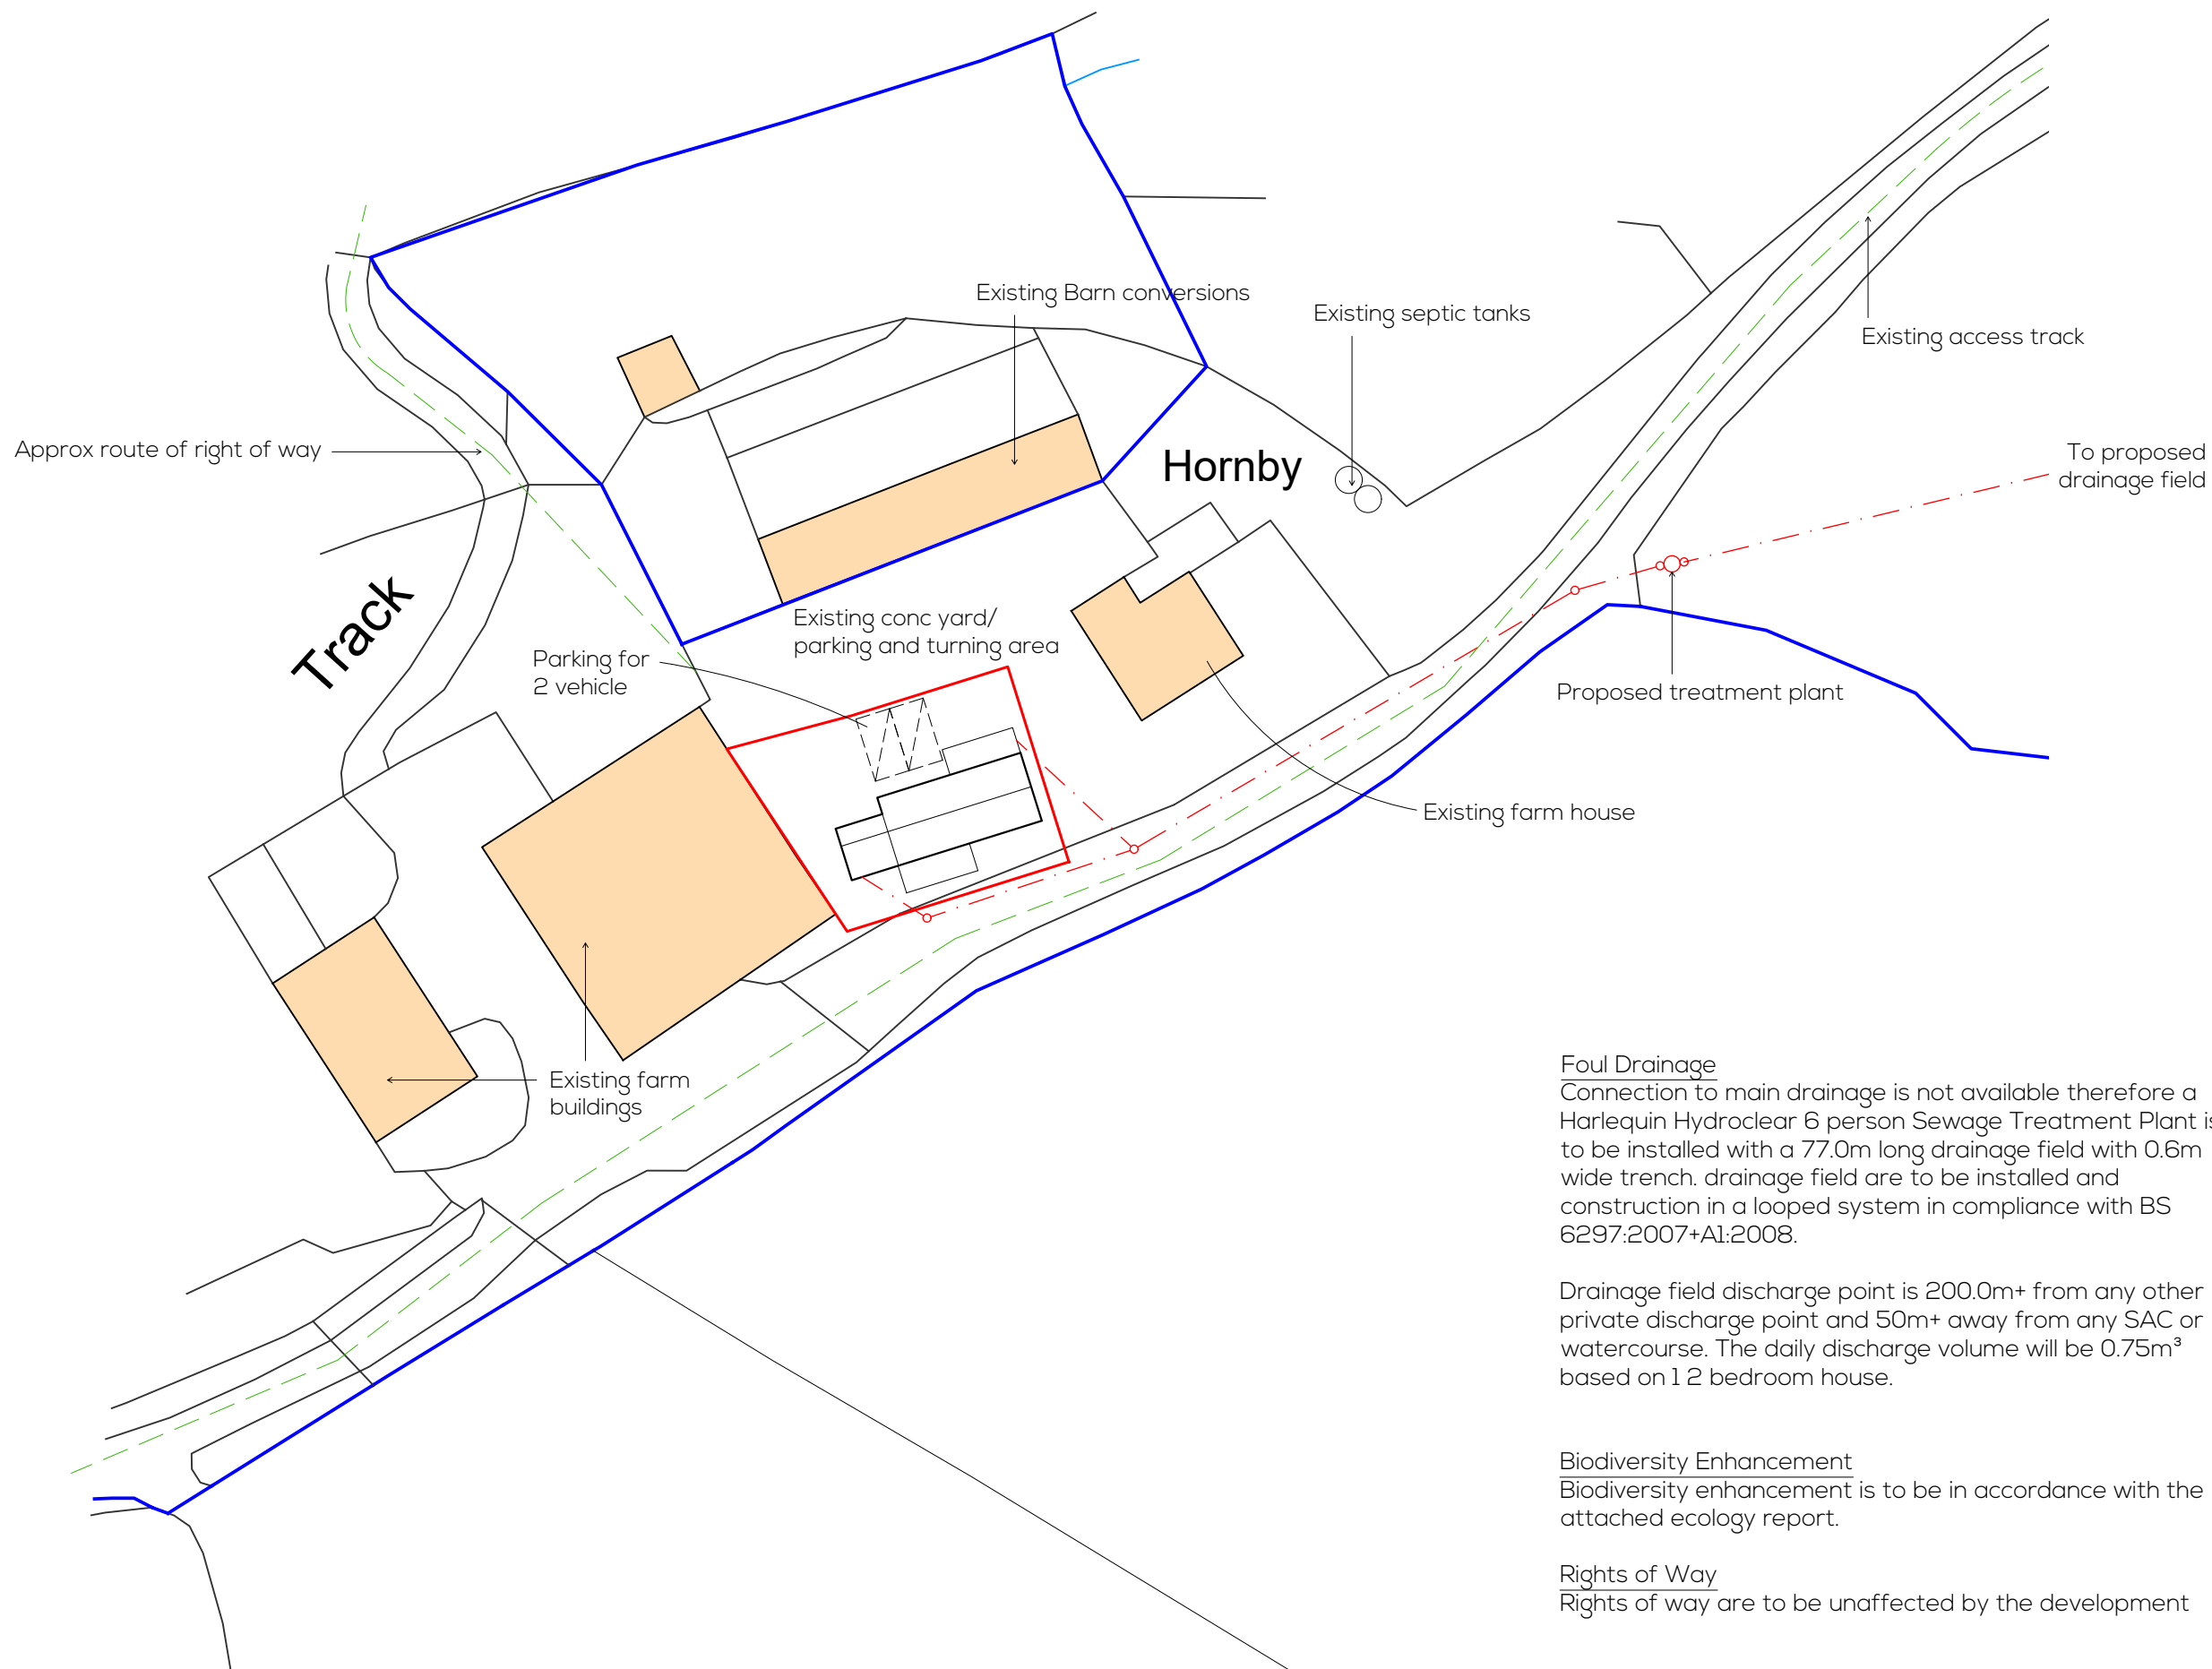 Existing Barn conversions
Existing septic tanks
Existing access track
Approx route of right of way
Hornby
To proposed
drainage field
Track
Existing conc yard/
parking and turning area
Parking for
2 vehicle
Proposed treatment plant
Existing farm house
Existing farm
buildings
Foul Drainage
Connection to main drainage is not available therefore a
Harlequin Hydroclear 6 person Sewage Treatment Plant is
to be installed with a 77.0m long drainage field with 0.6m
wide trench. drainage field are to be installed and
construction in a looped system in compliance with BS
6297:2007+A1:2008.
Drainage field discharge point is 200.0m+ from any other
private discharge point and 50m+ away from any SAC or
watercourse. The daily discharge volume will be 0.75m³
based on 1 2 bedroom house.
Biodiversity Enhancement
Biodiversity enhancement is to be in accordance with the
attached ecology report.
Rights of Way
Rights of way are to be unaffected by the development